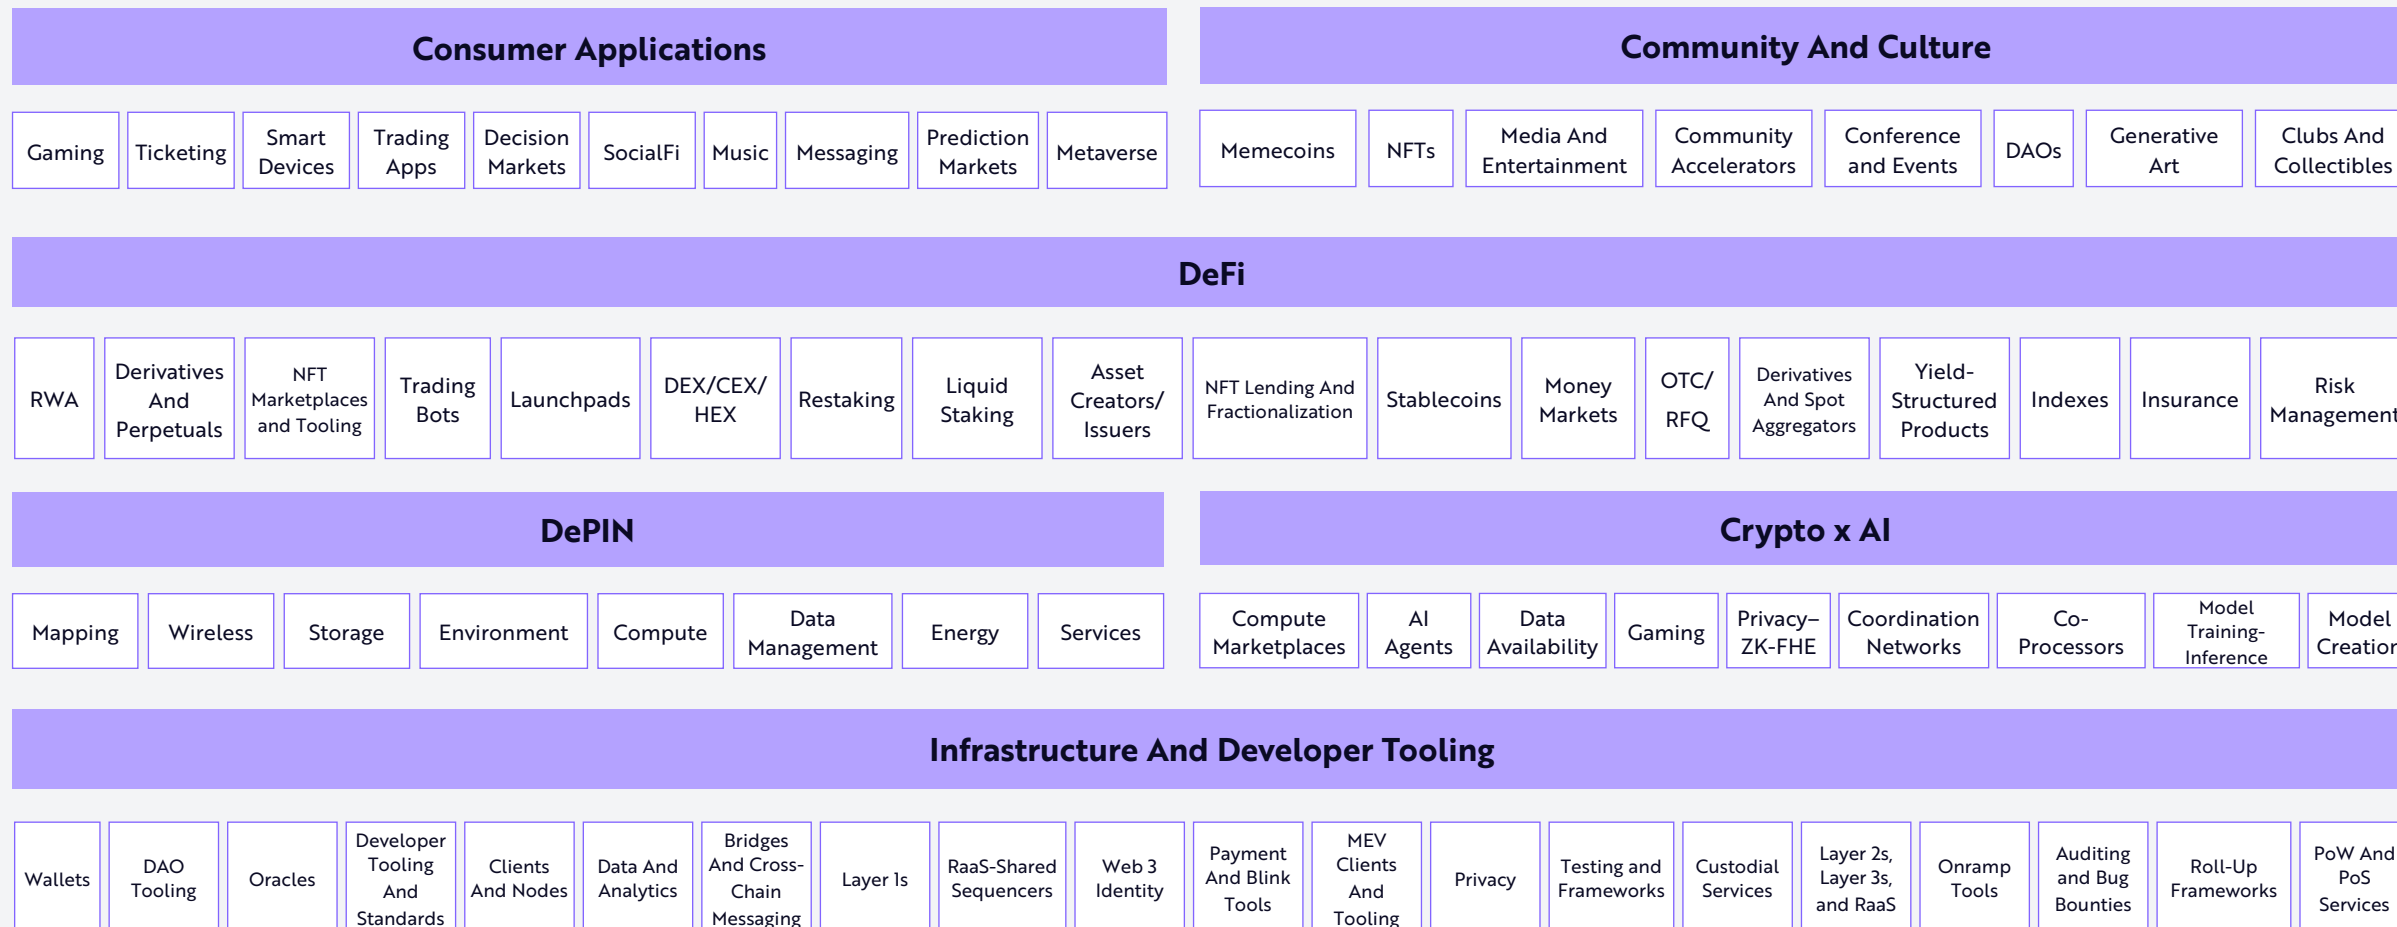 Consumer Applications
Gaming
Ticketing
Smart
Devices
Trading
Apps
Decision
Markets
SocialFi
Music
Messaging
Prediction
Markets
Metaverse
Community And Culture
Memecoins
NFTs
Media And
Entertainment
Community
Accelerators
Conference
and Events
DAOs
Generative
Art
Clubs And
Collectibles
DeFi
RWA
Derivatives
And
Perpetuals
NFT
Marketplaces
and Tooling
Trading
Bots
Launchpads
DEX/CEX/
HEX
Restaking
Liquid
Staking
Asset
Creators/
Issuers
NFT Lending And
Fractionalization
Stablecoins
Money
Markets
OTC/
RFQ
Derivatives
And Spot
Aggregators
Yield-
Structured
Products
Indexes
Insurance
Risk
Management
DePIN
Mapping
Wireless
Storage
Environment
Compute
Data
Management
Energy
Services
Crypto x AI
Compute
Marketplaces
AI
Agents
Data
Availability
Gaming
Privacy–
ZK-FHE
Coordination
Networks
Co-
Processors
Model
Training-
Inference
Model
Creation
Infrastructure And Developer Tooling
Wallets
DAO
Tooling
Oracles
Developer
Tooling
And
Standards
Clients
And Nodes
Data And
Analytics
Bridges
And Cross-
Chain
Messaging
Layer 1s
RaaS-Shared
Sequencers
Web 3
Identity
Payment
And Blink
Tools
MEV
Clients
And
Tooling
Privacy
Testing and
Frameworks
Custodial
Services
Layer 2s,
Layer 3s,
and RaaS
Onramp
Tools
Auditing
and Bug
Bounties
Roll-Up
Frameworks
PoW And
PoS
Services